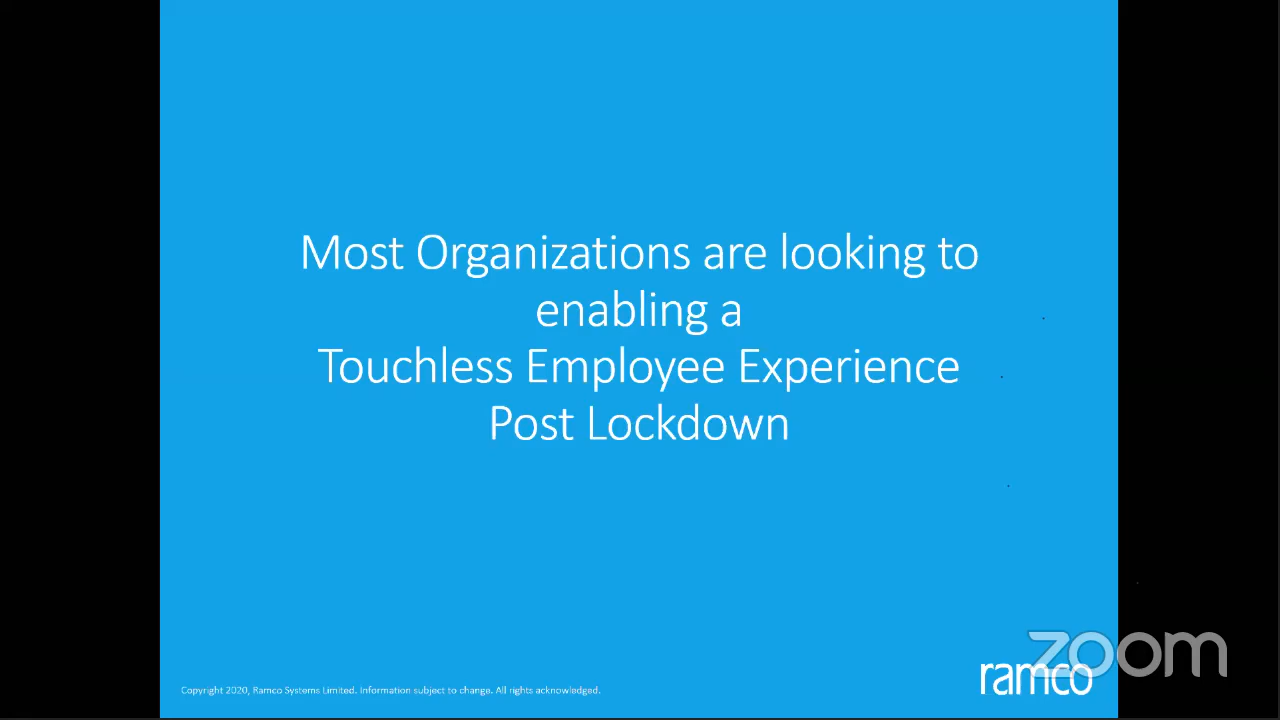 Most Organizations are looking to
enabling a
Touchless Employee Experience
Post Lockdown
Copyright 2020, Ramco Systems Limited. Information subject to change. All rights acknowledged.
ramco
zoom